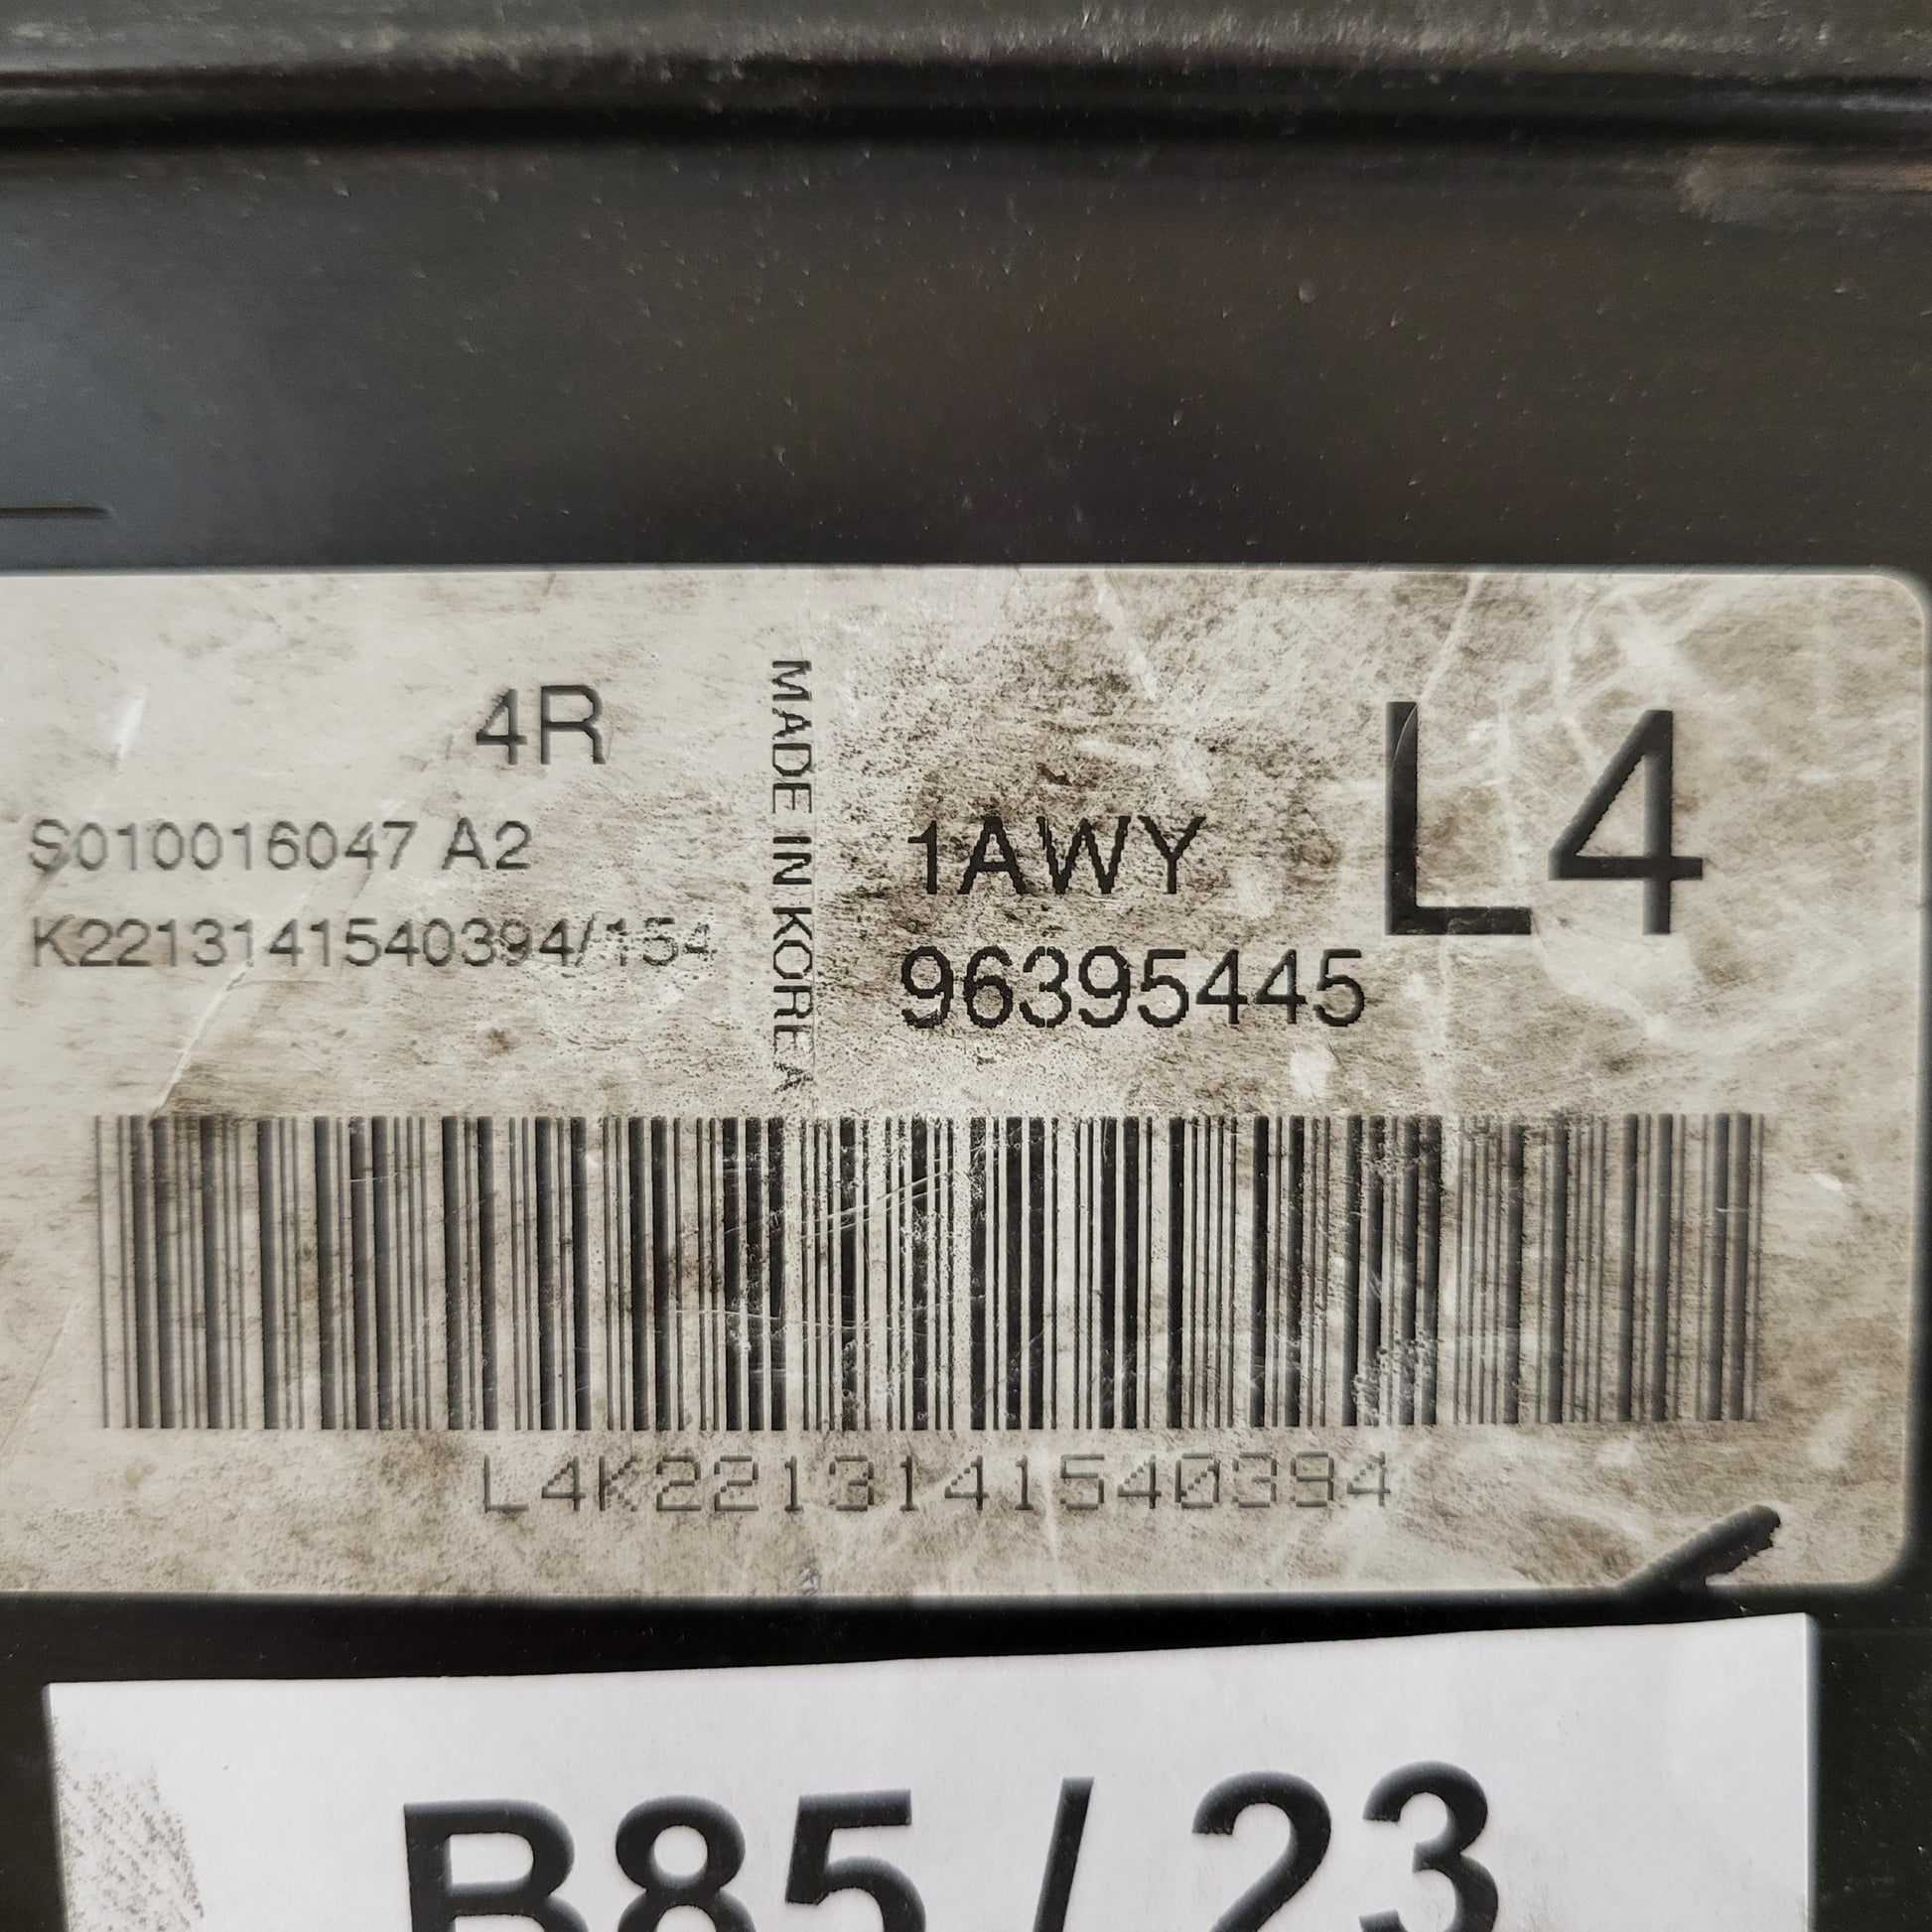 4R
S010016047 A2
K2213141540394/154
MADE IN KOREA
1AWY
96395445
L4
L4K2213141540394
B85 / 23